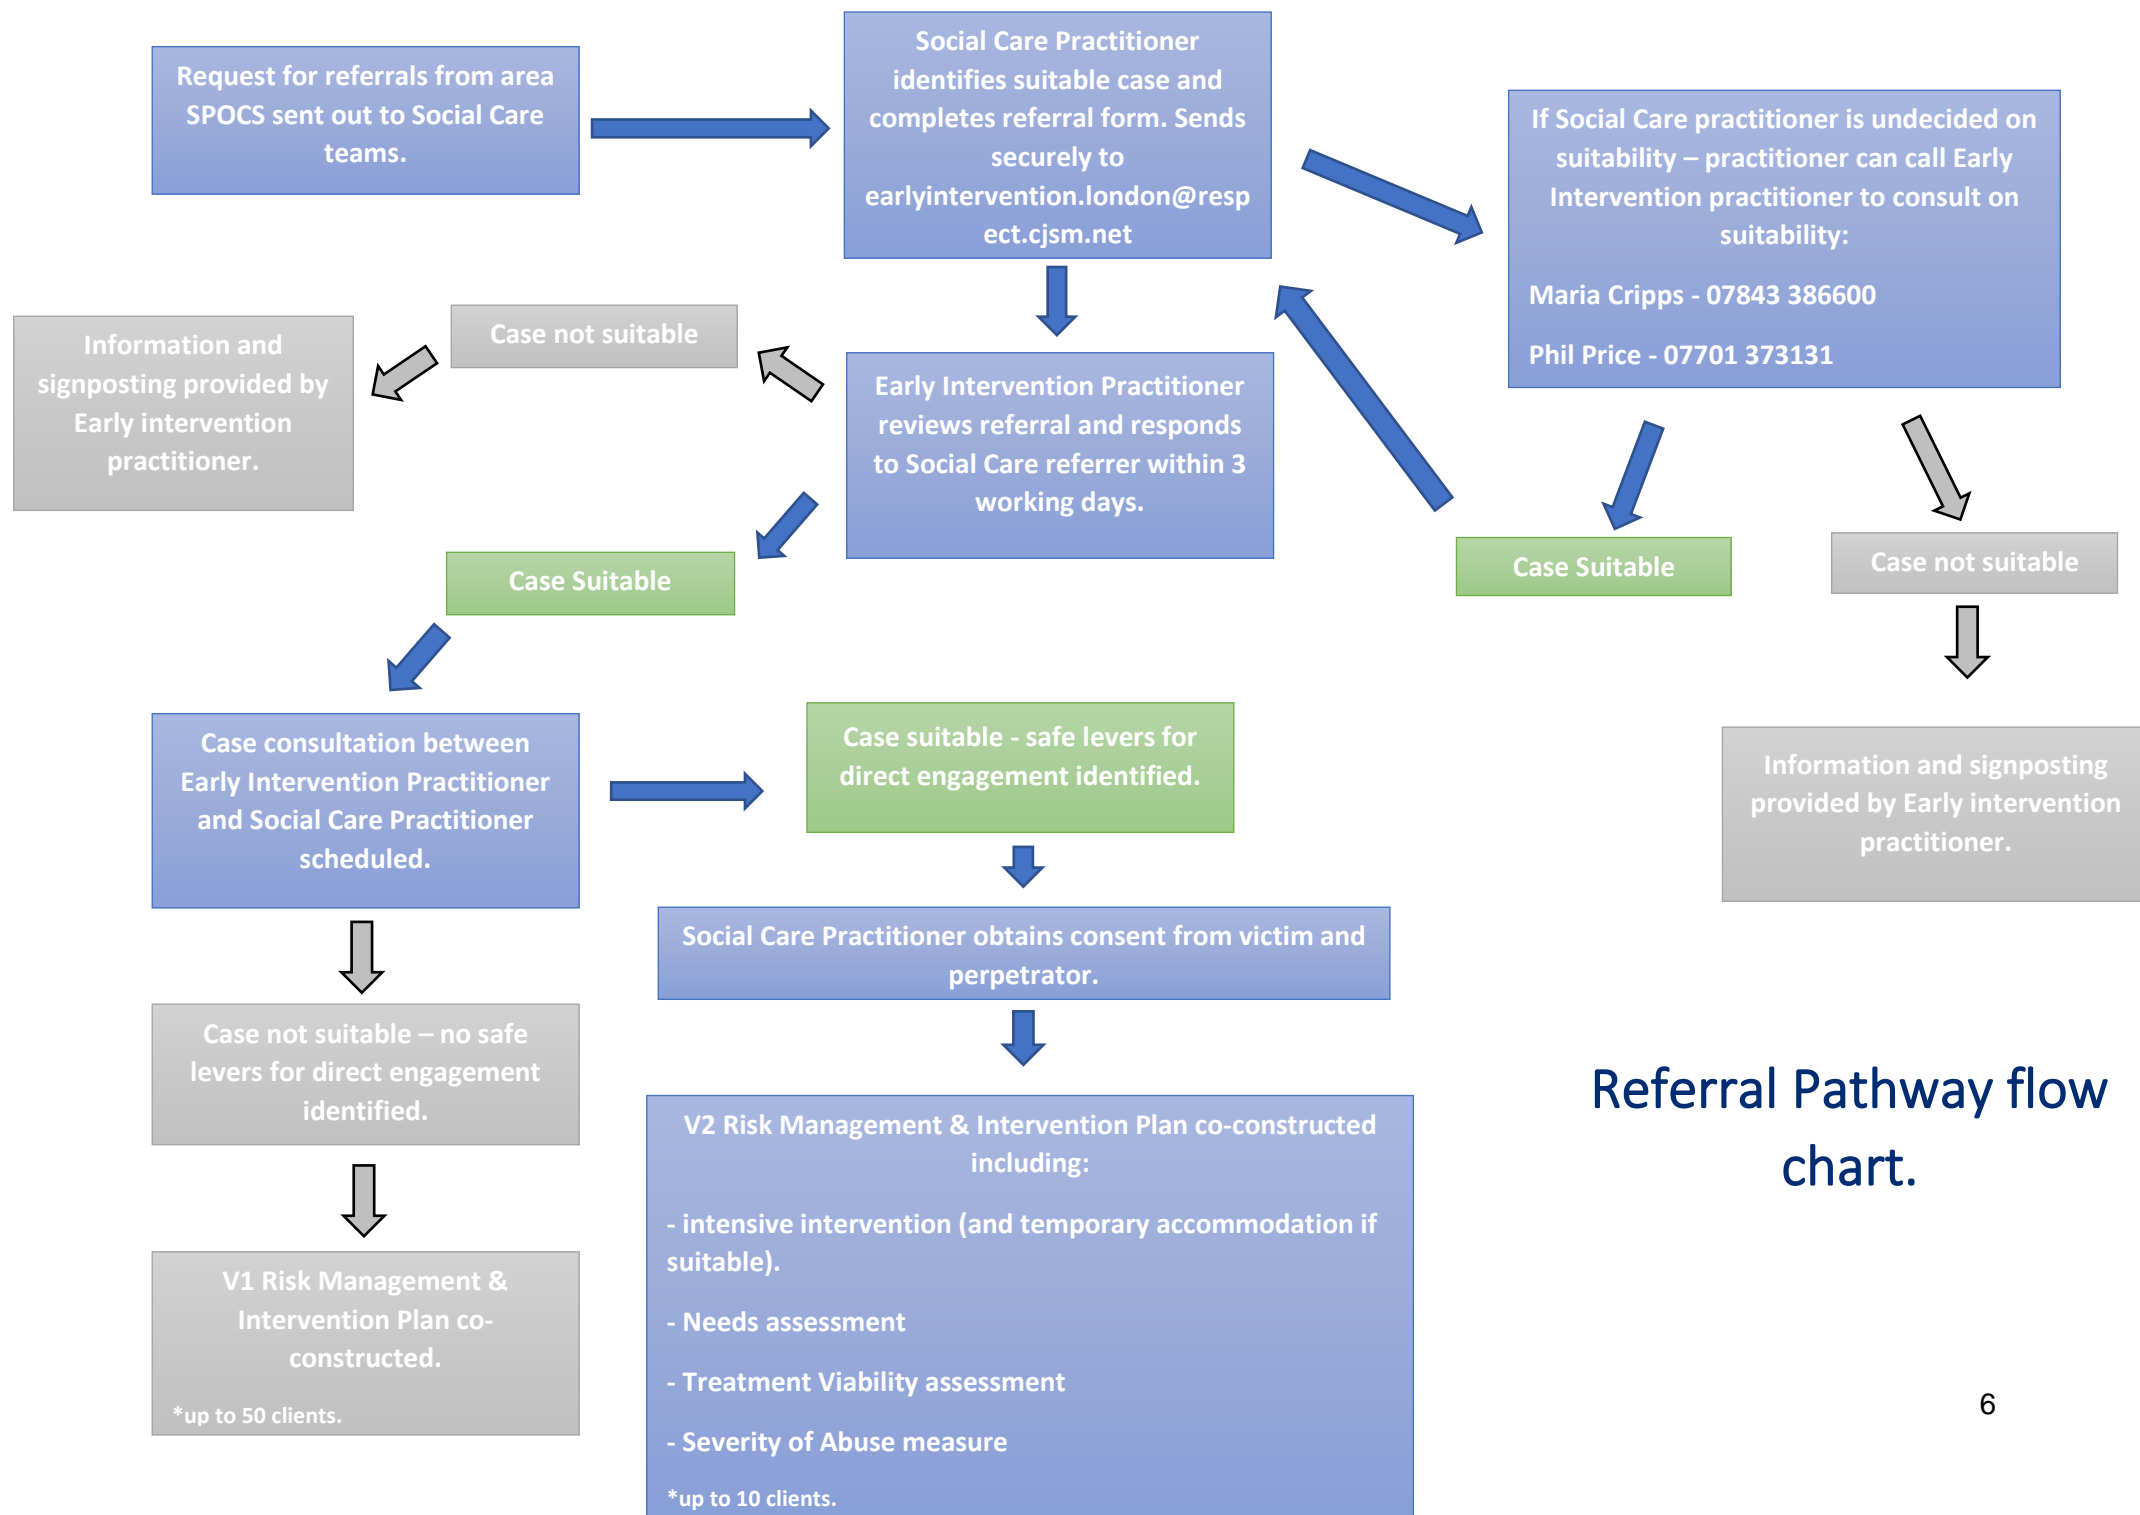 Request for referrals from area
SPOCS sent out to Social Care
teams.
Social Care Practitioner
identifies suitable case and
completes referral form. Sends
securely to
earlyintervention.london@resp
ect.cjsm.net
If Social Care practitioner is undecided on
suitability – practitioner can call Early
Intervention practitioner to consult on
suitability:
Maria Cripps - 07843 386600
Phil Price - 07701 373131
Information and
signposting provided by
Early intervention
practitioner.
Case not suitable
Early Intervention Practitioner
reviews referral and responds
to Social Care referrer within 3
working days.
Case Suitable
Case Suitable
Case not suitable
Case consultation between
Early Intervention Practitioner
and Social Care Practitioner
scheduled.
Case suitable - safe levers for
direct engagement identified.
Information and signposting
provided by Early intervention
practitioner.
Social Care Practitioner obtains consent from victim and
perpetrator.
Case not suitable – no safe
levers for direct engagement
identified.
V1 Risk Management &
Intervention Plan co-
constructed.
*up to 50 clients.
V2 Risk Management & Intervention Plan co-constructed
including:
- intensive intervention (and temporary accommodation if
suitable).
- Needs assessment
- Treatment Viability assessment
- Severity of Abuse measure
*up to 10 clients.
Referral Pathway flow
chart.
6